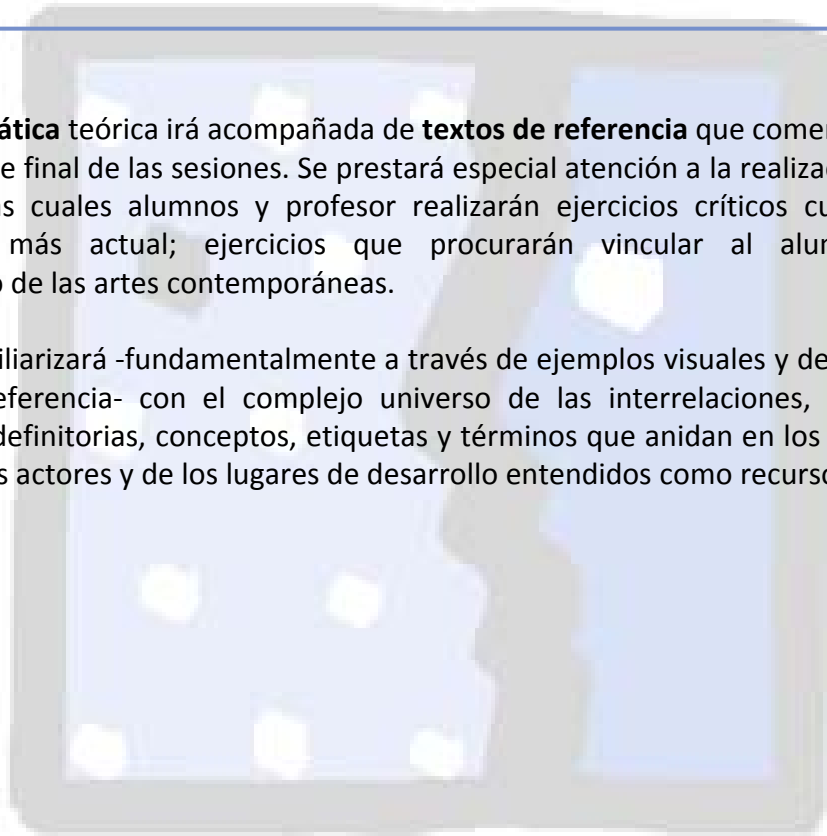 ática teórica irá acompañada de textos de referencia que comen
e final de las sesiones. Se prestará especial atención a la realizac
as cuales alumnos y profesor realizarán ejercicios críticos cu
más actual; ejercicios que procurarán vincular al alum
o de las artes contemporáneas.
iliarizará -fundamentalmente a través de ejemplos visuales y de
eferencia- con el complejo universo de las interrelaciones,
definitorias, conceptos, etiquetas y términos que anidan en los
s actores y de los lugares de desarrollo entendidos como recurso